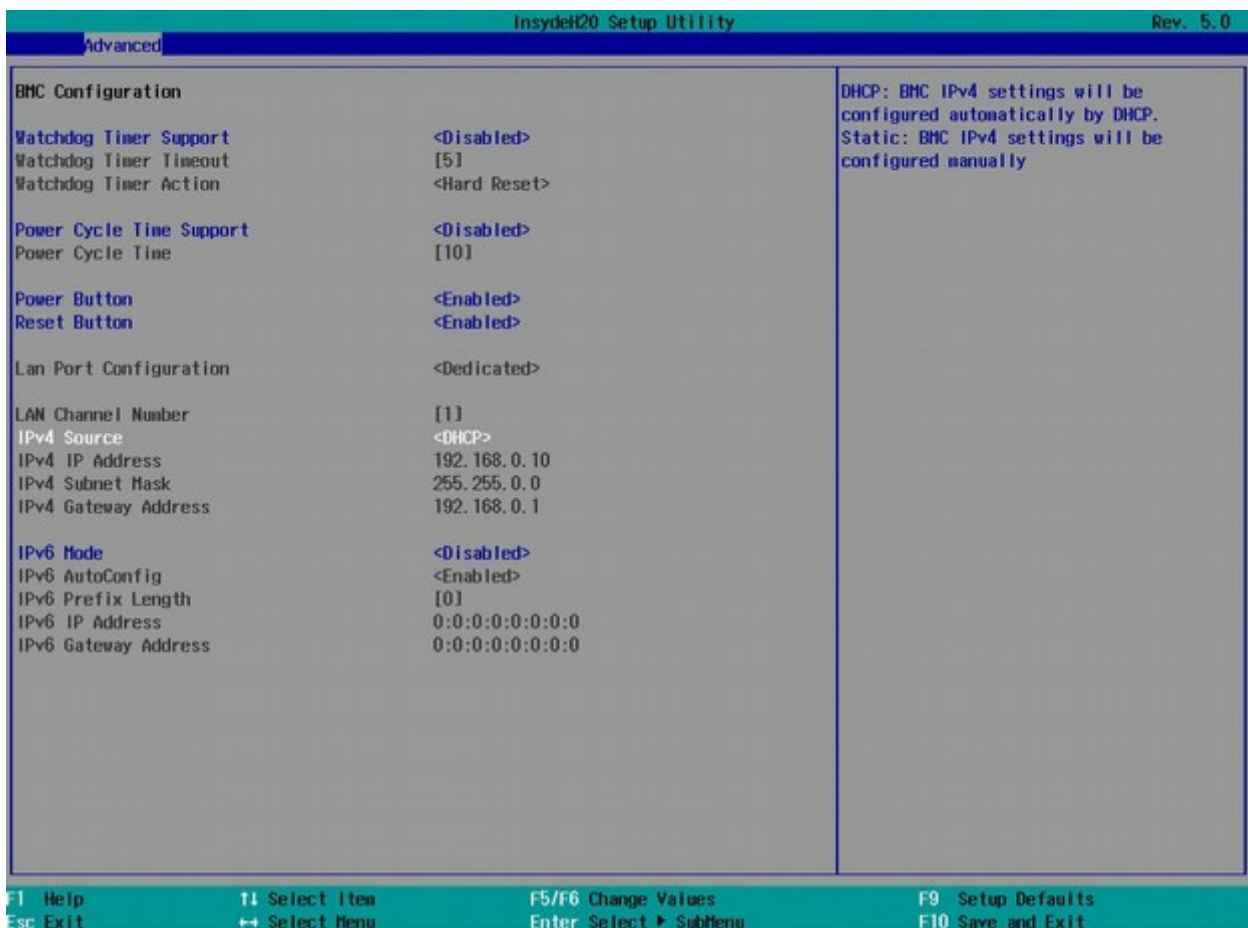 InsydeH20 Setup Utility Rev. 5.0
Advanced
BMC Configuration
Watchdog Timer Support <Disabled>
Watchdog Timer Timeout [5]
Watchdog Timer Action <Hard Reset>
Power Cycle Time Support <Disabled>
Power Cycle Time [10]
Power Button <Enabled>
Reset Button <Enabled>
Lan Port Configuration <Dedicated>
LAN Channel Number [1]
IPv4 Source <DHCP>
IPv4 IP Address 192.168.0.10
IPv4 Subnet Mask 255.255.0.0
IPv4 Gateway Address 192.168.0.1
IPv6 Mode <Disabled>
IPv6 AutoConfig <Enabled>
IPv6 Prefix Length [0]
IPv6 IP Address 0:0:0:0:0:0:0:0
IPv6 Gateway Address 0:0:0:0:0:0:0:0
DHCP: BMC IPv4 settings will be
configured automatically by DHCP.
Static: BMC IPv4 settings will be
configured manually
F1 Help ↑↓ Select Item F5/F6 Change Values F9 Setup Defaults
Esc Exit ↔ Select Menu Enter Select ▶ SubMenu F10 Save and Exit